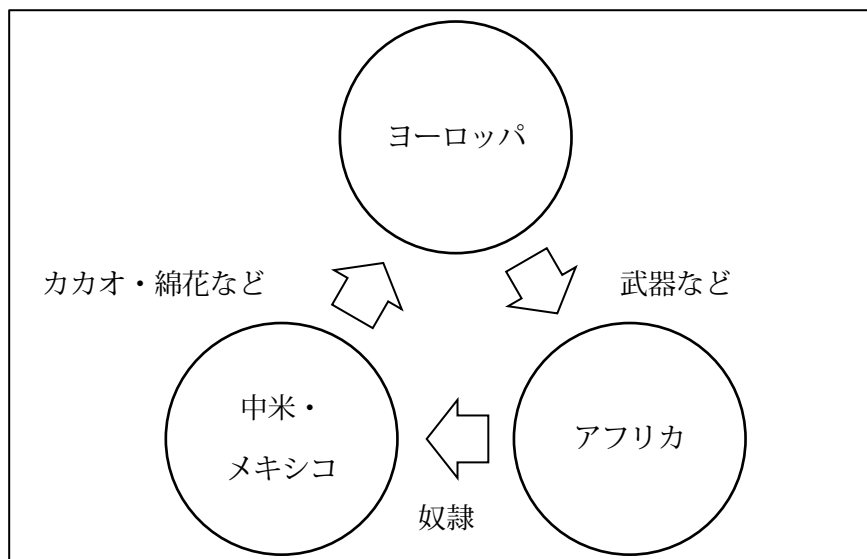 ヨーロッパ
カカオ・綿花など
武器など
中米・
メキシコ
アフリカ
奴隷